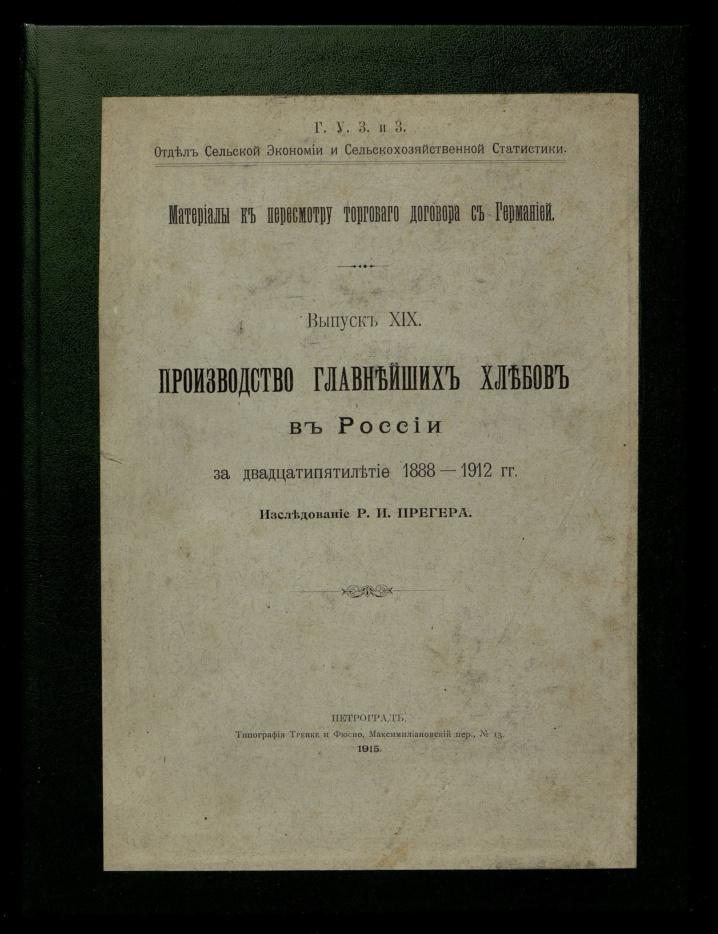 Г. У. З. и З.
Отдѣлъ Сельской Экономіи и Сельскохозяйственной Статистики.
Матеріалы къ пересмотру торговаго договора съ Германіей.
Выпускъ XIX.
ПРОИЗВОДСТВО ГЛАВНѢЙШИХЪ ХЛѢБОВЪ
въ Россіи
за двадцатипятилѣтіе 1888 — 1912 гг.
Изслѣдованіе Р. И. ПРЕГЕРА.
ПЕТРОГРАДЪ.
Типографія Тренке и Фюсно, Максимиліановскій пер., № 13.
1915.